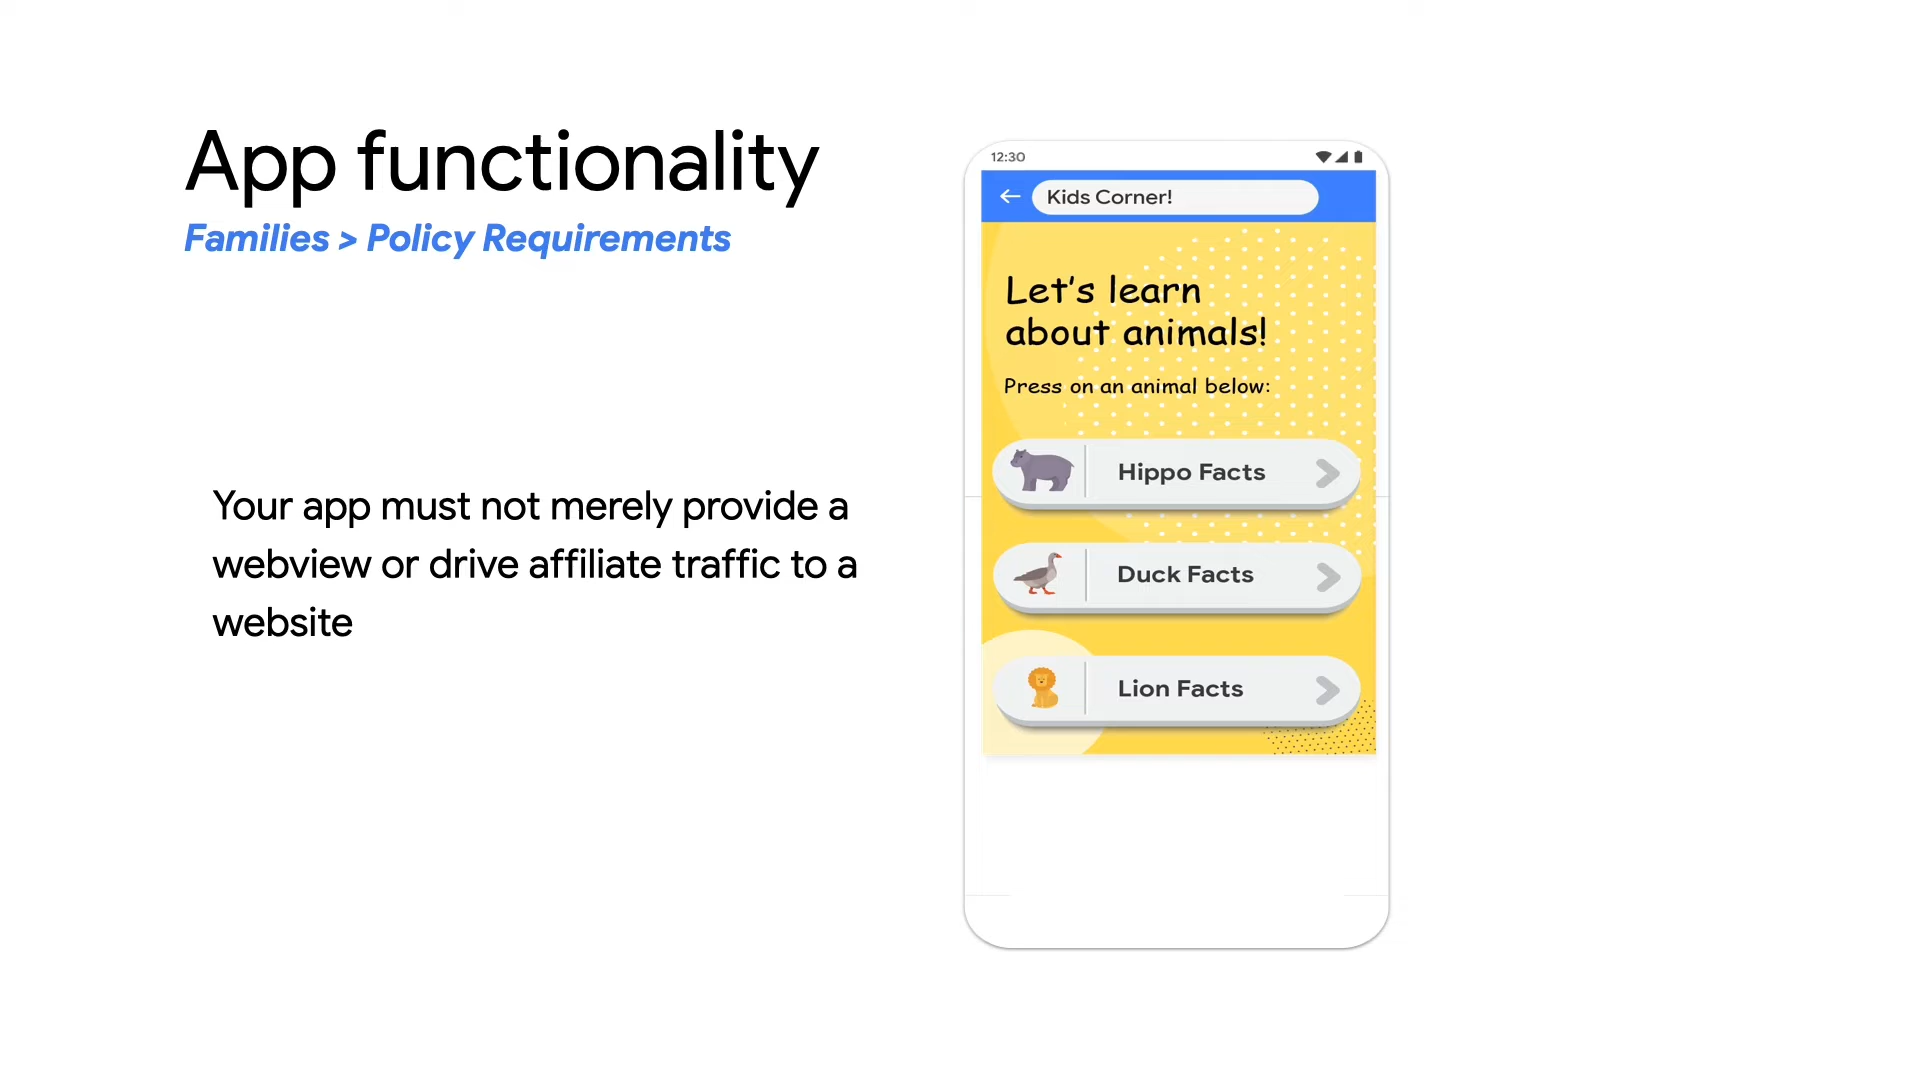 App functionality
Families > Policy Requirements
Your app must not merely provide a
webview or drive affiliate traffic to a
website
12:30
Kids Corner!
Let's learn
about animals!
Press on an animal below:
Hippo Facts
Duck Facts
Lion Facts